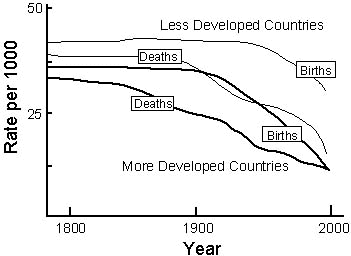 50
Less Developed Countries
Deaths
Births
Rate per 1000
25
Deaths
Births
More Developed Countries
1800
1900
2000
Year